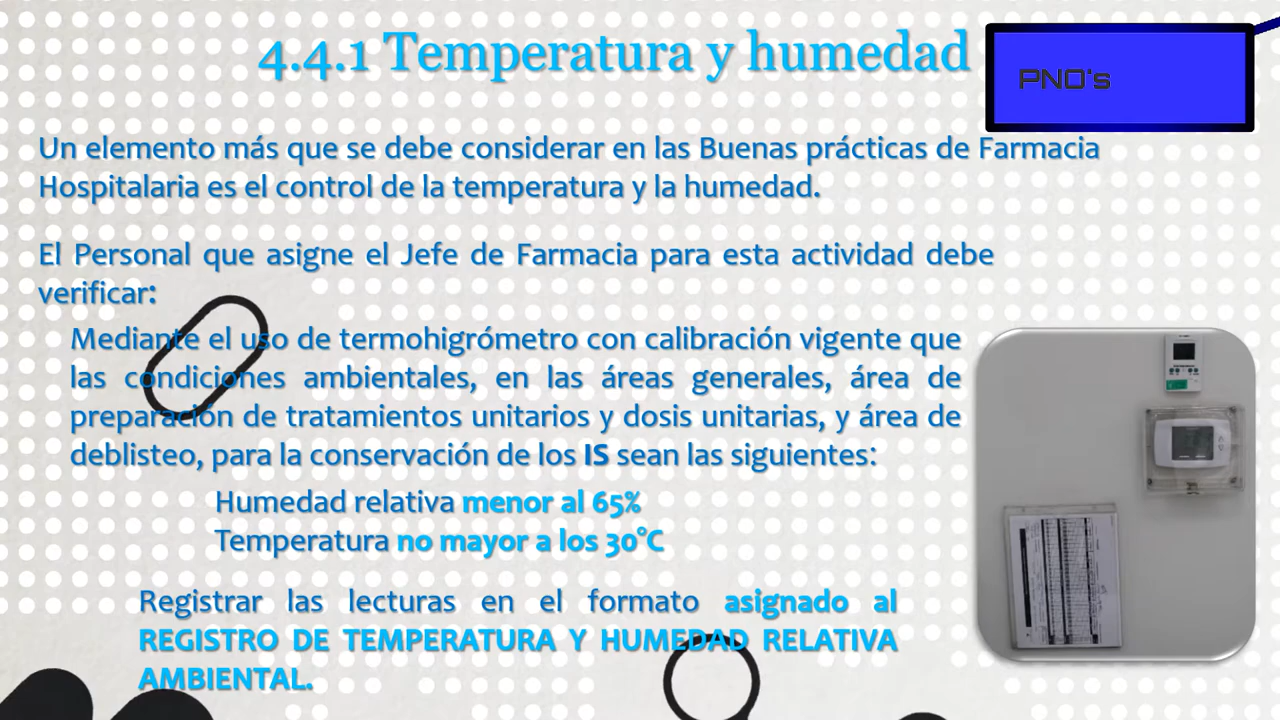 4.4.1 Temperatura y humedad
PNO's
Un elemento más que se debe considerar en las Buenas prácticas de Farmacia
Hospitalaria es el control de la temperatura y la humedad.
El Personal que asigne el Jefe de Farmacia para esta actividad debe
verificar:
Mediante el uso de termohigrómetro con calibración vigente que
las condiciones ambientales, en las áreas generales, área de
preparación de tratamientos unitarios y dosis unitarias, y área de
deblisteo, para la conservación de los IS sean las siguientes:
Humedad relativa menor al 65%
Temperatura no mayor a los 30°C
Registrar las lecturas en el formato asignado al
REGISTRO DE TEMPERATURA Y HUMEDAD RELATIVA
AMBIENTAL.